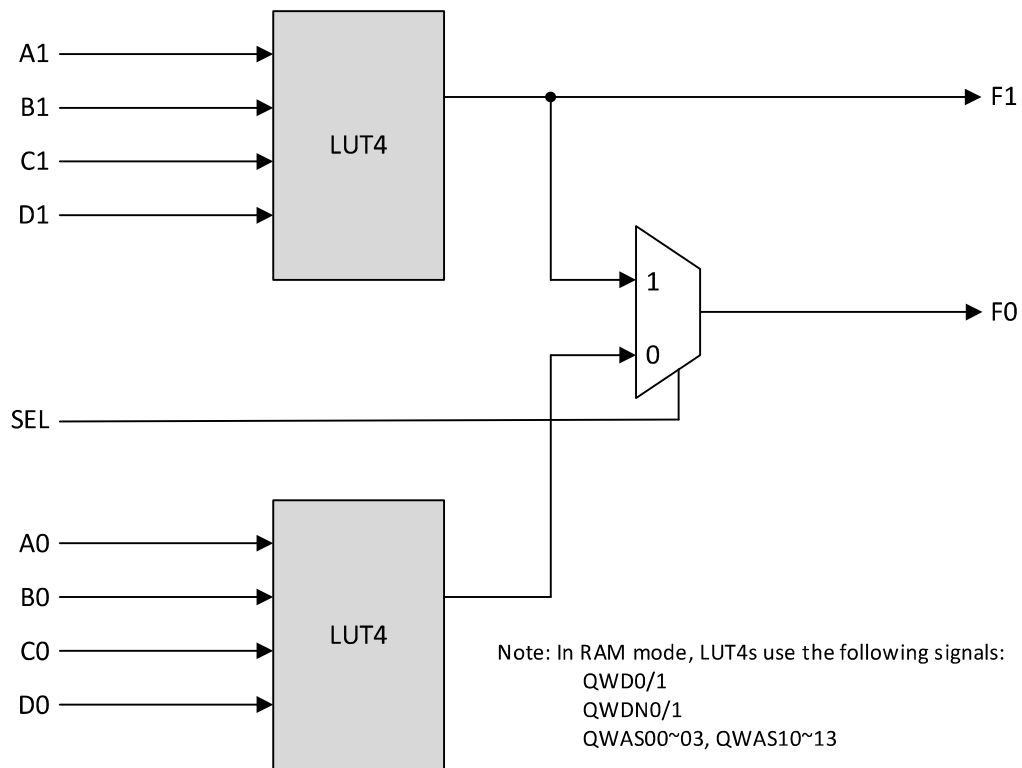 A1
B1
C1
D1
LUT4
F1
1
0
F0
SEL
A0
B0
C0
D0
LUT4
Note: In RAM mode, LUT4s use the following signals:
QWD0/1
QWDN0/1
QWAS00~03, QWAS10~13